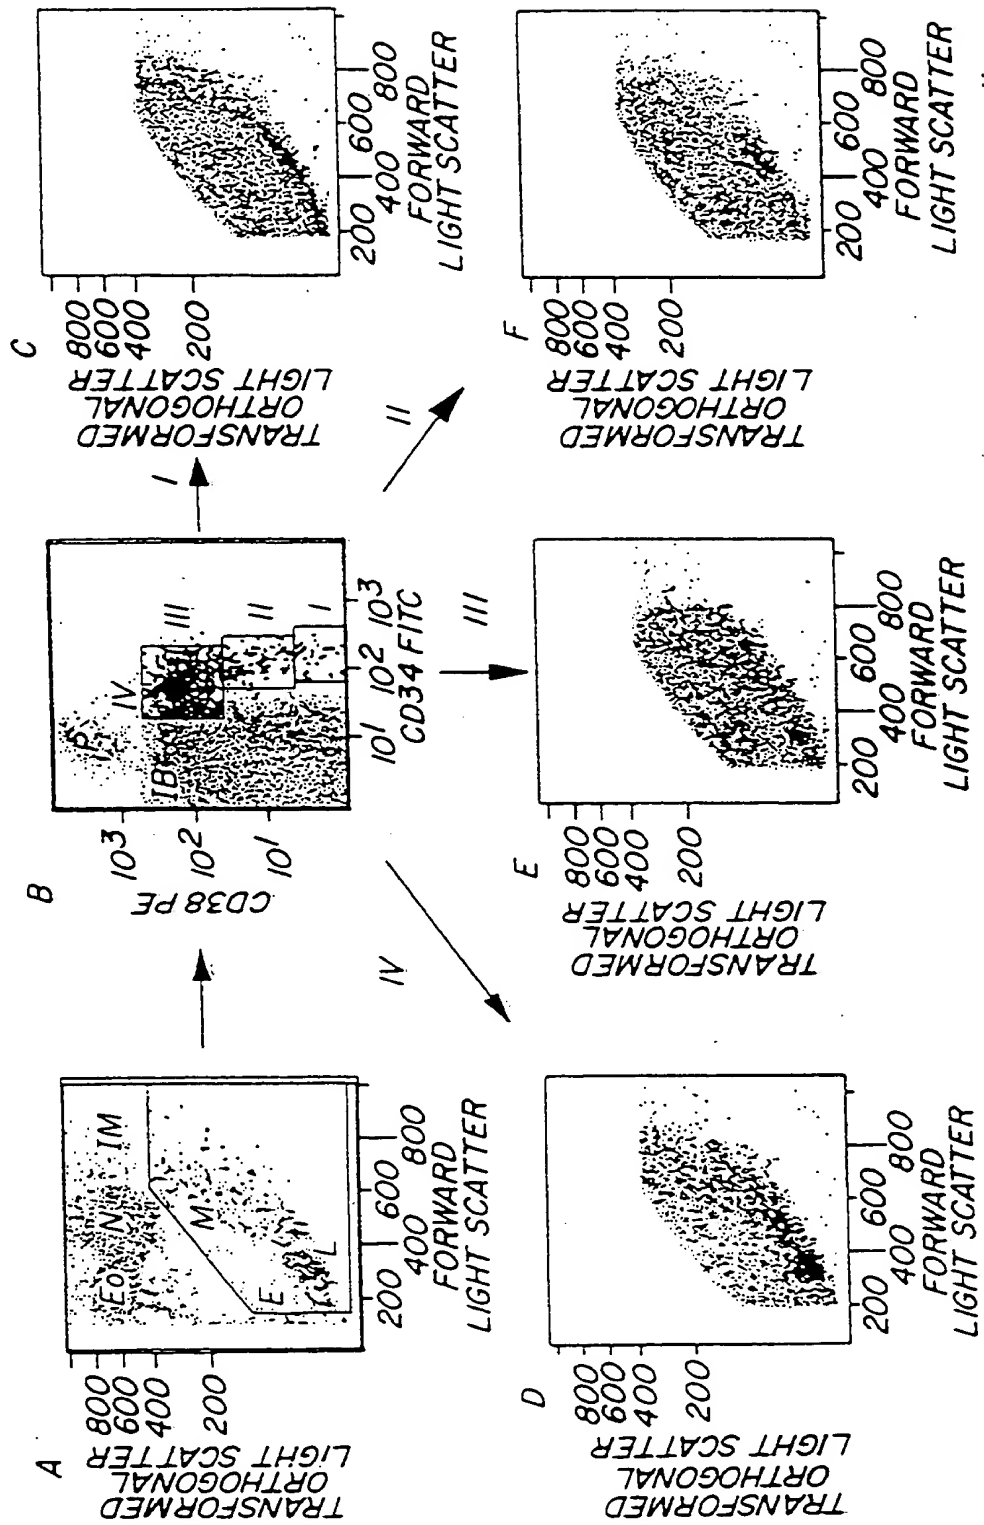 A
TRANSFORMED
ORTHOGONAL
LIGHT SCATTER
800
600
400
200
Eo
N
IM
M
E
L
200
400
600
800
FORWARD
LIGHT SCATTER
B
CD38 PE
10³
10²
10¹
P
IB
IV
III
II
I
10¹
10²
10³
CD34 FITC
I
II
III
IV
C
TRANSFORMED
ORTHOGONAL
LIGHT SCATTER
800
600
400
200
200
400
600
800
FORWARD
LIGHT SCATTER
D
TRANSFORMED
ORTHOGONAL
LIGHT SCATTER
800
600
400
200
200
400
600
800
FORWARD
LIGHT SCATTER
E
TRANSFORMED
ORTHOGONAL
LIGHT SCATTER
800
600
400
200
200
400
600
800
FORWARD
LIGHT SCATTER
F
TRANSFORMED
ORTHOGONAL
LIGHT SCATTER
800
600
400
200
200
400
600
800
FORWARD
LIGHT SCATTER